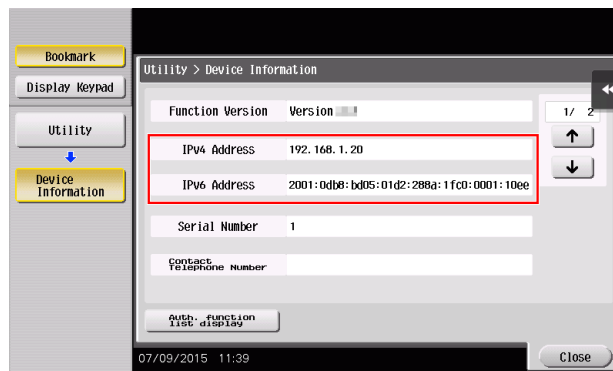 Bookmark
Display Keypad
Utility
Device
Information
Utility > Device Information
Function Version Version
1/ 2
IPv4 Address 192.168.1.20
IPv6 Address 2001:0db8:bd05:01d2:288a:1fc0:0001:10ee
Serial Number 1
Contact
Telephone Number
Auth. function
list display
07/09/2015 11:39
Close